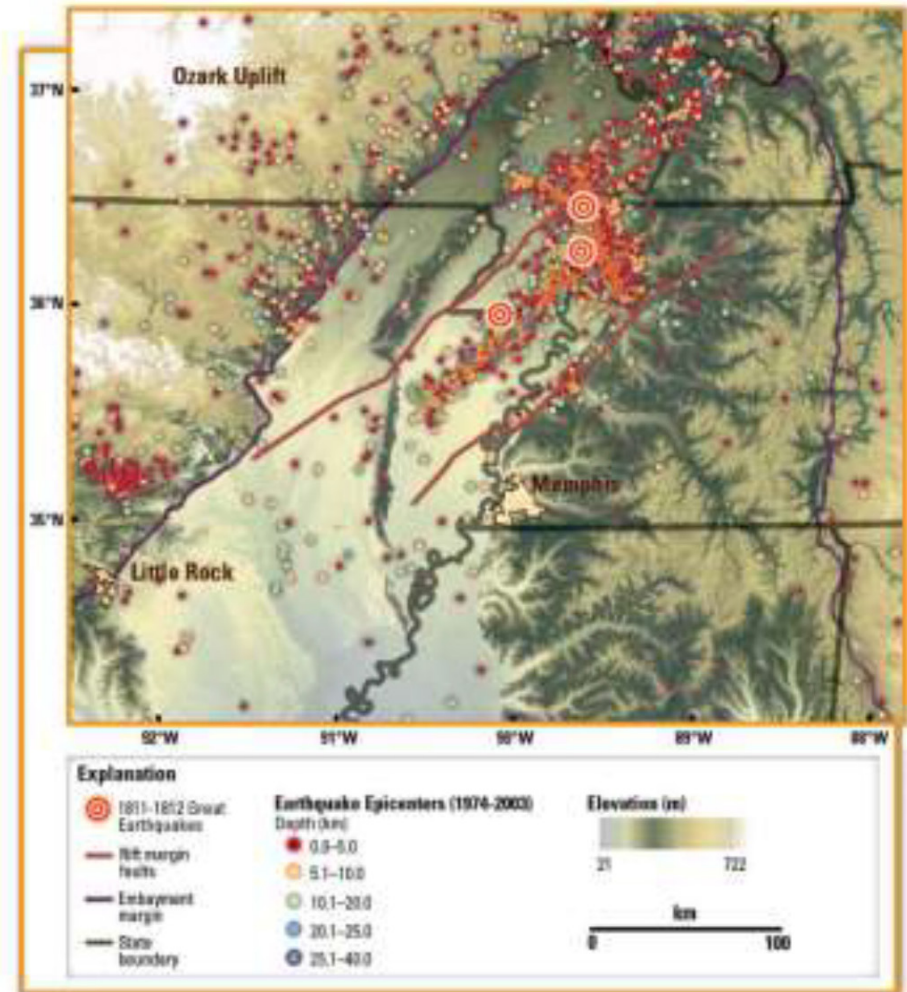 Ozark Uplift
37°N
36°N
35°N
Memphis
Little Rock
92°W
91°W
90°W
89°W
88°W
Explanation
1811-1812 Great
Earthquakes
Rift margin
faults
Embayment
margin
State
boundary
Earthquake Epicenters (1974-2003)
Depth (km)
0.0–5.0
5.1–10.0
10.1–20.0
20.1–25.0
25.1–40.0
Elevation (m)
21 722
km
0 100